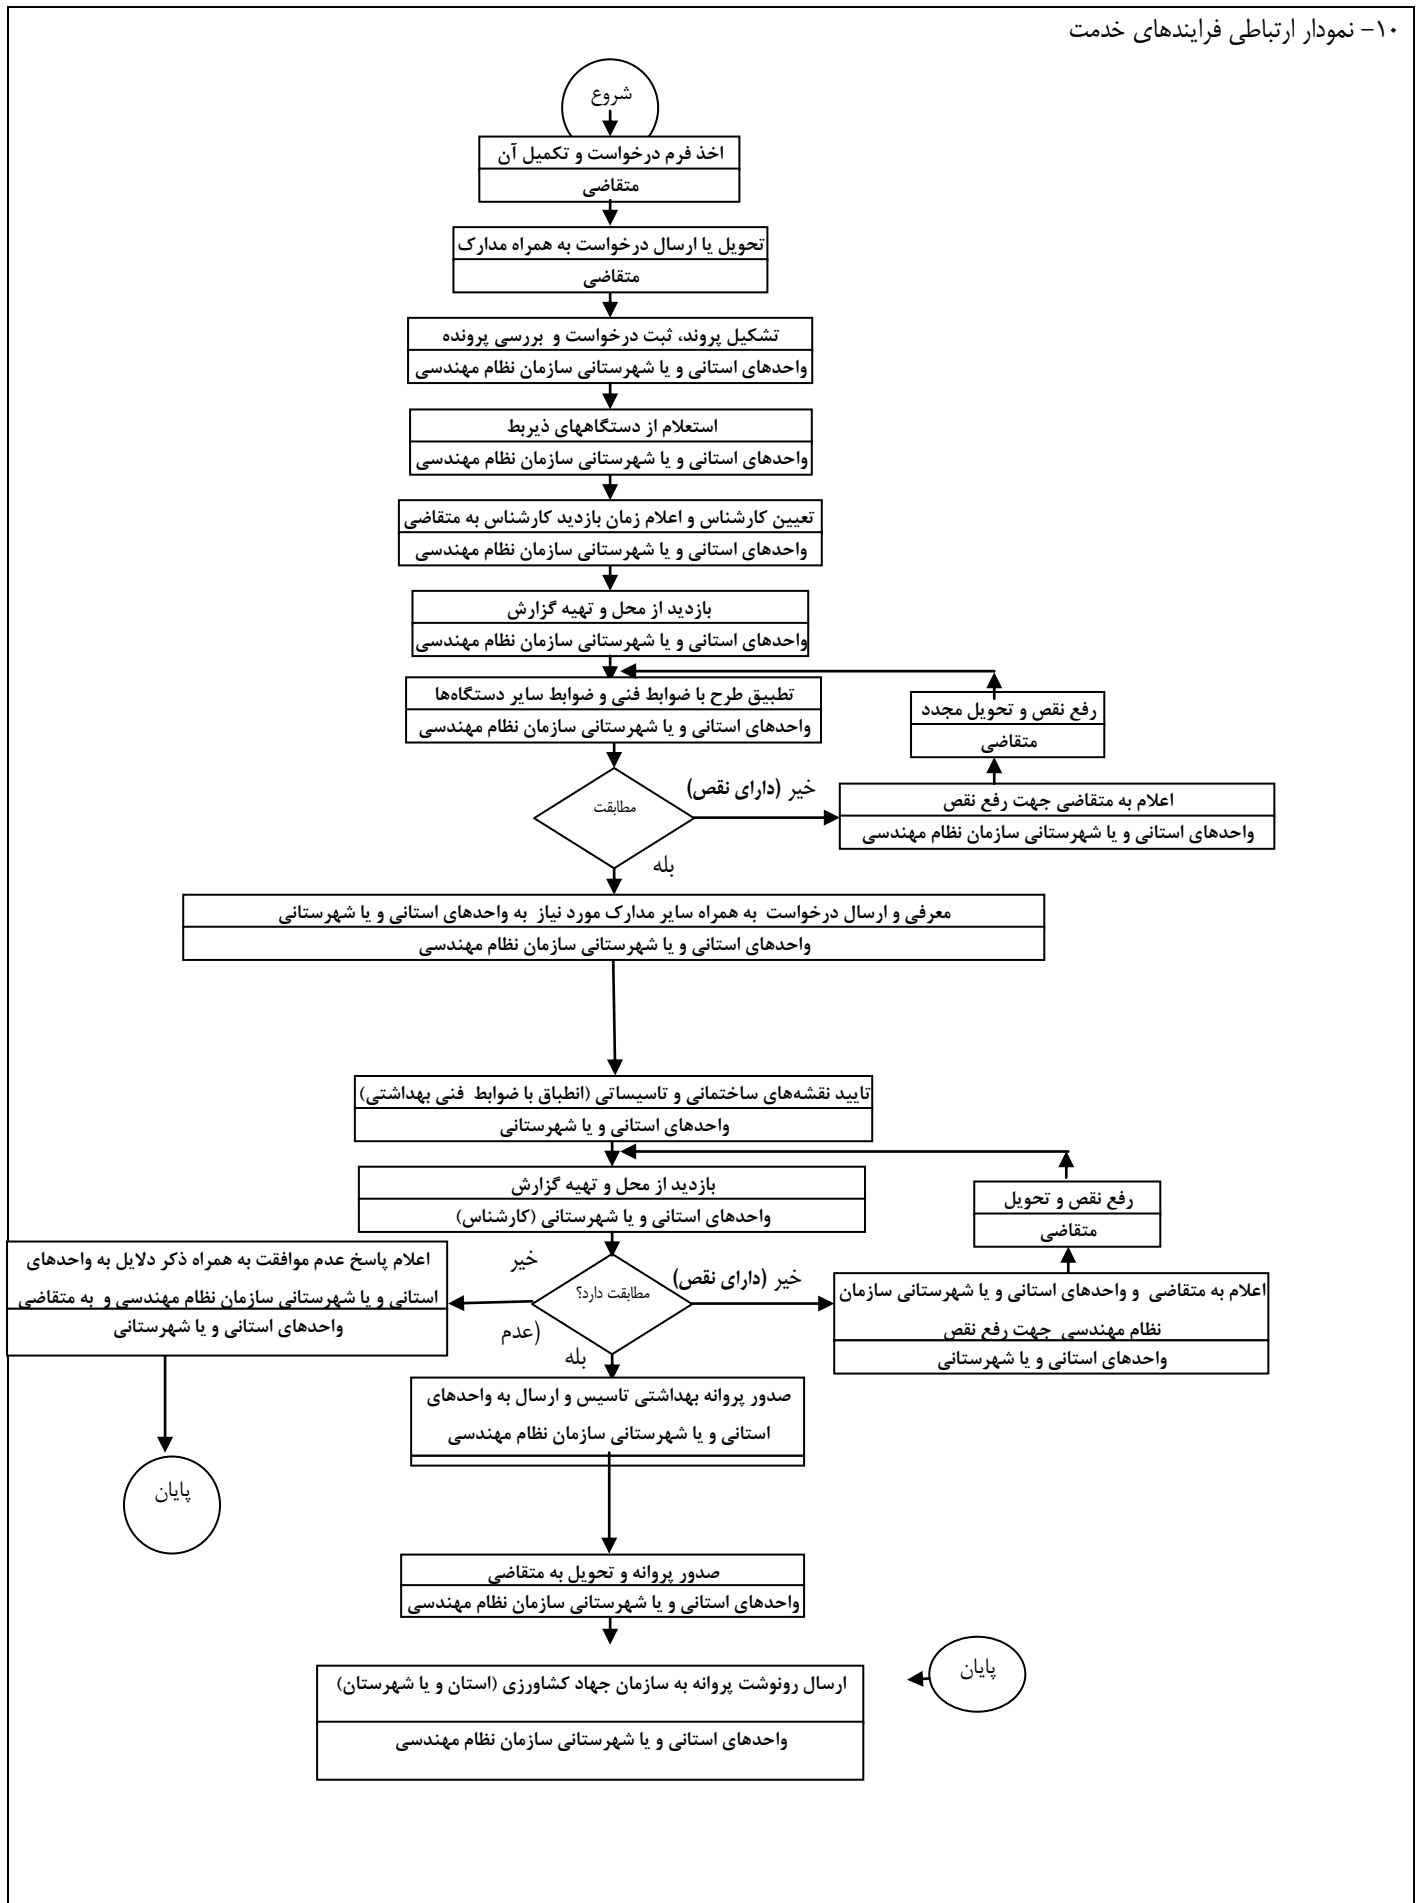 ۱۰- نمودار ارتباطی فرایندهای خدمت
شروع
اخذ فرم درخواست و تکمیل آن
متقاضی
تحویل یا ارسال درخواست به همراه مدارک
متقاضی
تشکیل پروند، ثبت درخواست و بررسی پرونده
واحدهای استانی و یا شهرستانی سازمان نظام مهندسی
استعلام از دستگاههای ذیربط
واحدهای استانی و یا شهرستانی سازمان نظام مهندسی
تعیین کارشناس و اعلام زمان بازدید کارشناس به متقاضی
واحدهای استانی و یا شهرستانی سازمان نظام مهندسی
بازدید از محل و تهیه گزارش
واحدهای استانی و یا شهرستانی سازمان نظام مهندسی
تطبیق طرح با ضوابط فنی و ضوابط سایر دستگاه‌ها
واحدهای استانی و یا شهرستانی سازمان نظام مهندسی
رفع نقص و تحویل مجدد
متقاضی
مطابقت
خیر (دارای نقص)
اعلام به متقاضی جهت رفع نقص
واحدهای استانی و یا شهرستانی سازمان نظام مهندسی
بله
معرفی و ارسال درخواست به همراه سایر مدارک مورد نیاز به واحدهای استانی و یا شهرستانی
واحدهای استانی و یا شهرستانی سازمان نظام مهندسی
تایید نقشه‌های ساختمانی و تاسیساتی (انطباق با ضوابط فنی بهداشتی)
واحدهای استانی و یا شهرستانی
بازدید از محل و تهیه گزارش
واحدهای استانی و یا شهرستانی (کارشناس)
رفع نقص و تحویل
متقاضی
مطابقت دارد؟
خیر (دارای نقص)
اعلام به متقاضی و واحدهای استانی و یا شهرستانی سازمان
نظام مهندسی جهت رفع نقص
واحدهای استانی و یا شهرستانی
خیر
(عدم
اعلام پاسخ عدم موافقت به همراه ذکر دلایل به واحدهای
استانی و یا شهرستانی سازمان نظام مهندسی و به متقاضی
واحدهای استانی و یا شهرستانی
پایان
بله
صدور پروانه بهداشتی تاسیس و ارسال به واحدهای
استانی و یا شهرستانی سازمان نظام مهندسی
صدور پروانه و تحویل به متقاضی
واحدهای استانی و یا شهرستانی سازمان نظام مهندسی
ارسال رونوشت پروانه به سازمان جهاد کشاورزی (استان و یا شهرستان)
واحدهای استانی و یا شهرستانی سازمان نظام مهندسی
پایان